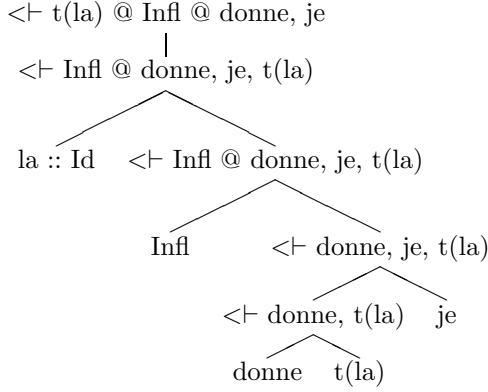 <⊢ t(la) @ Infl @ donne, je
<⊢ Infl @ donne, je, t(la)
la :: Id <⊢ Infl @ donne, je, t(la)
Infl <⊢ donne, je, t(la)
<⊢ donne, t(la) je
donne t(la)